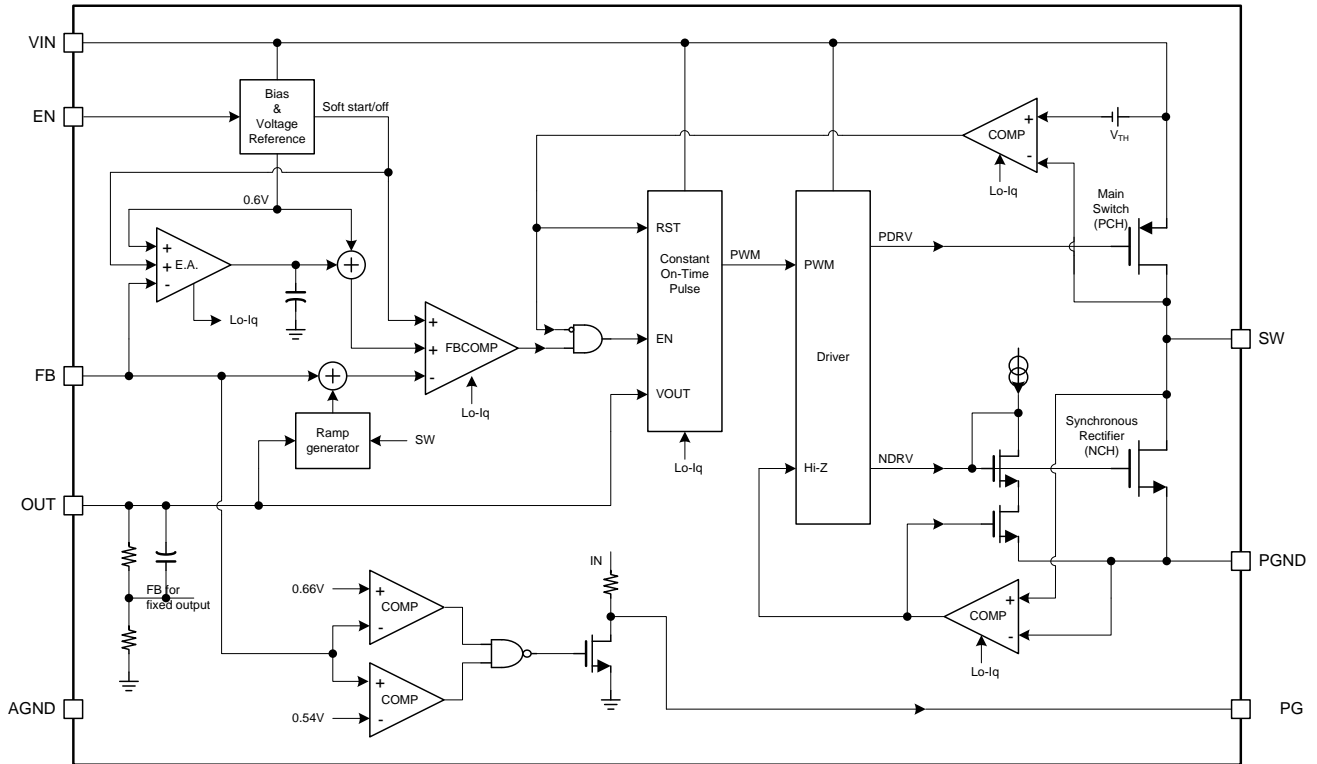 VIN
EN
Bias
&
Voltage
Reference
Soft start/off
0.6V
+
+
-
E.A.
+
Lo-Iq
FB
+
+
-
FBCOMP
Lo-Iq
+
Ramp
generator
SW
OUT
FB for
fixed output
AGND
0.66V
+
-
COMP
+
-
COMP
0.54V
IN
RST
Constant
On-Time
Pulse
EN
VOUT
Lo-Iq
PWM
PWM
Driver
Hi-Z
PDRV
NDRV
COMP
+
-
Lo-Iq
VTH
Main
Switch
(PCH)
SW
Synchronous
Rectifier
(NCH)
PGND
COMP
+
-
Lo-Iq
PG